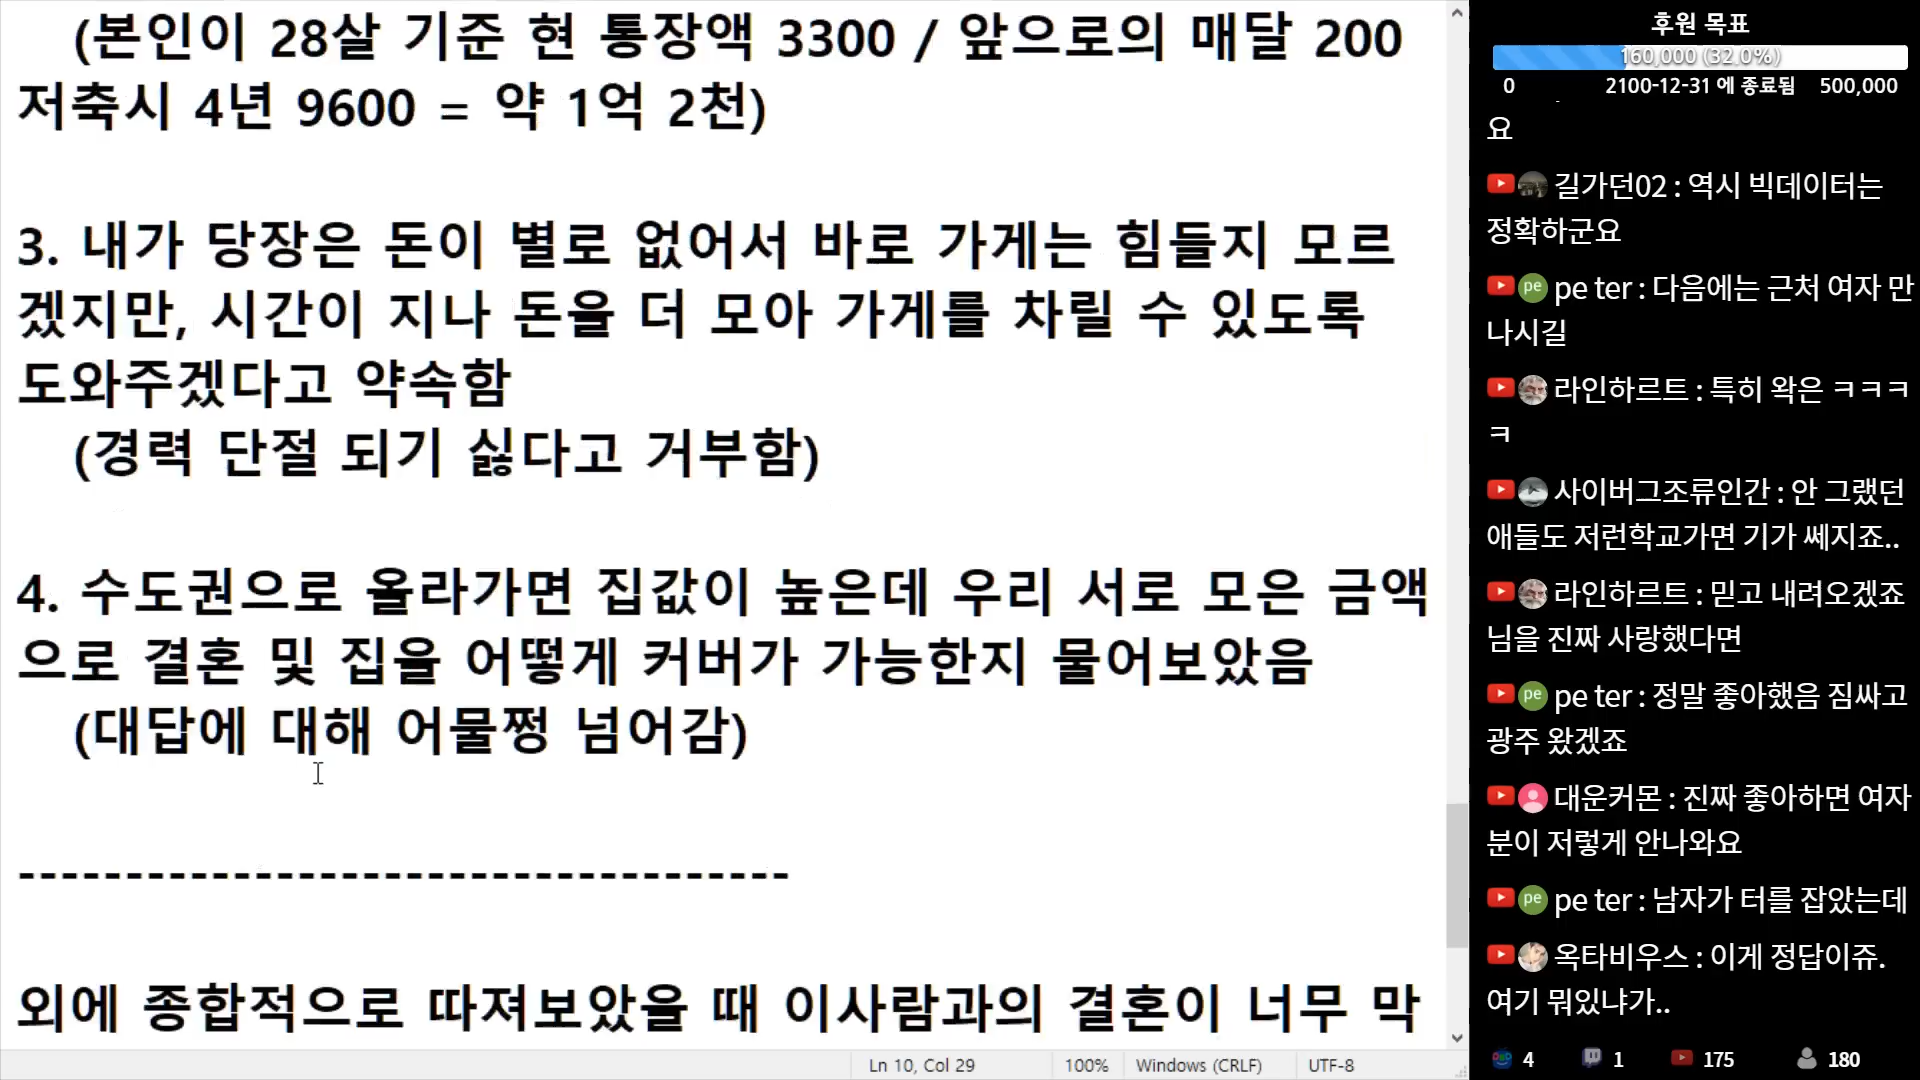 (본인이 28살 기준 현 통장액 3300 / 앞으로의 매달 200
저축시 4년 9600 = 약 1억 2천)
3. 내가 당장은 돈이 별로 없어서 바로 가게는 힘들지 모르
겠지만, 시간이 지나 돈을 더 모아 가게를 차릴 수 있도록
도와주겠다고 약속함
(경력 단절 되기 싫다고 거부함)
4. 수도권으로 올라가면 집값이 높은데 우리 서로 모은 금액
으로 결혼 및 집을 어떻게 커버가 가능한지 물어보았음
(대답에 대해 어물쩡 넘어감)
------------------------------------
외에 종합적으로 따져보았을 때 이사람과의 결혼이 너무 막
Ln 10, Col 29
100%
Windows (CRLF)
UTF-8
후원 목표
160,000 (32.0%)
0 2100-12-31 에 종료됨 500,000
요
길가던02 : 역시 빅데이터는
정확하군요
pe pe ter : 다음에는 근처 여자 만
나시길
라인하르트 : 특히 왁은 ㅋㅋㅋ
ㅋ
사이버그조류인간 : 안 그랬던
애들도 저런학교가면 기가 쎄지죠..
라인하르트 : 믿고 내려오겠죠
님을 진짜 사랑했다면
pe pe ter : 정말 좋아했음 짐싸고
광주 왔겠죠
대운커몬 : 진짜 좋아하면 여자
분이 저렇게 안나와요
pe pe ter : 남자가 터를 잡았는데
옥타비우스 : 이게 정답이쥬.
여기 뭐있냐가..
4 1 175 180